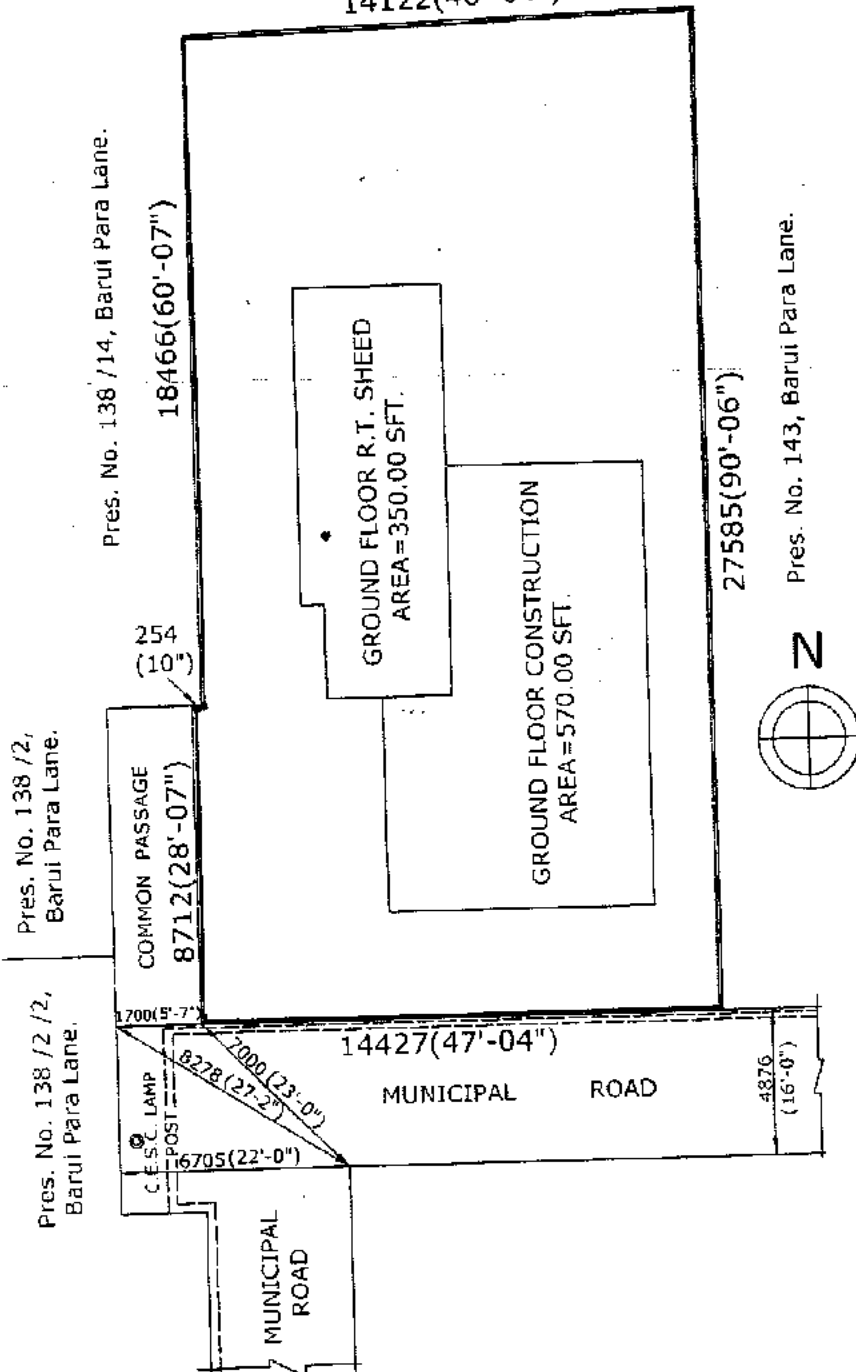 Pres. No. 138 /14, Barui Para Lane.
18466(60'-07")
254
(10")
GROUND FLOOR R.T. SHEED
AREA=350.00 SFT.
GROUND FLOOR CONSTRUCTION
AREA=570.00 SFT.
27585(90'-06")
Pres. No. 143, Barui Para Lane.
N
Pres. No. 138 /2,
Barui Para Lane.
COMMON PASSAGE
8712(28'-07")
Pres. No. 138 /2 /2,
Barui Para Lane.
1700(5'-7")
C.E.S.C. LAMP
POST
7000 (23'-0")
8278 (27-2")
6705(22'-0")
14427(47'-04")
MUNICIPAL ROAD
4876
(16'-0")
MUNICIPAL
ROAD